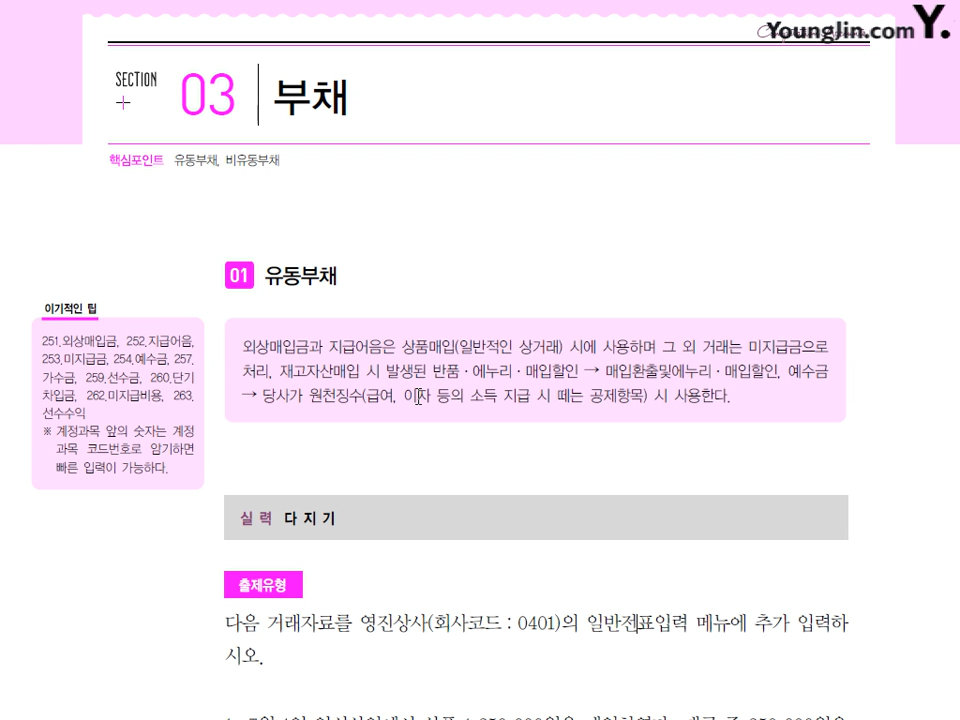 Younglin.com Y.
SECTION
03 부채
핵심포인트 유동부채, 비유동부채
01 유동부채
이기적인 팁
251.외상매입금, 252.지급어음,
253.미지급금, 254.예수금, 257.
가수금, 259.선수금, 260.단기
차입금, 262.미지급비용, 263.
선수수익
※ 계정과목 앞의 숫자는 계정
과목 코드번호로 암기하면
빠른 입력이 가능하다.
외상매입금과 지급어음은 상품매입(일반적인 상거래) 시에 사용하며 그 외 거래는 미지급금으로
처리, 재고자산매입 시 발생된 반품·에누리·매입할인 → 매입환출및에누리·매입할인, 예수금
→ 당사가 원천징수(급여, 이자 등의 소득 지급 시 떼는 공제항목) 시 사용한다.
실력 다지기
출제유형
다음 거래자료를 영진상사(회사코드 : 0401)의 일반전표입력 메뉴에 추가 입력하
시오.